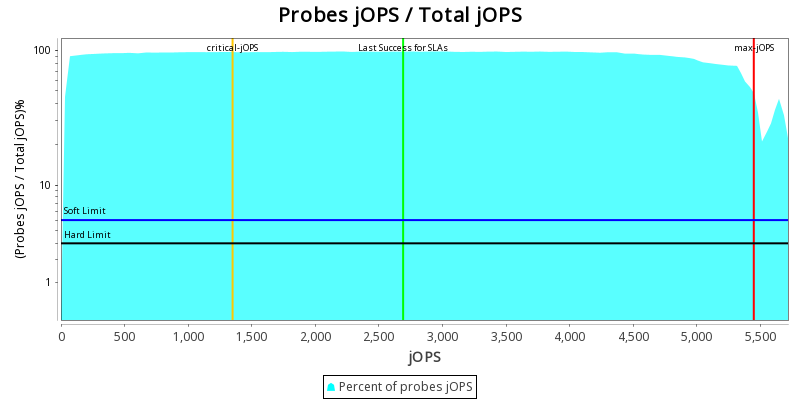 Probes jOPS / Total jOPS
(Probes jOPS / Total jOPS)%
100
10
1
critical-jOPS
Last Success for SLAs
max-jOPS
Soft Limit
Hard Limit
0
500
1,000
1,500
2,000
2,500
3,000
3,500
4,000
4,500
5,000
5,500
jOPS
Percent of probes jOPS